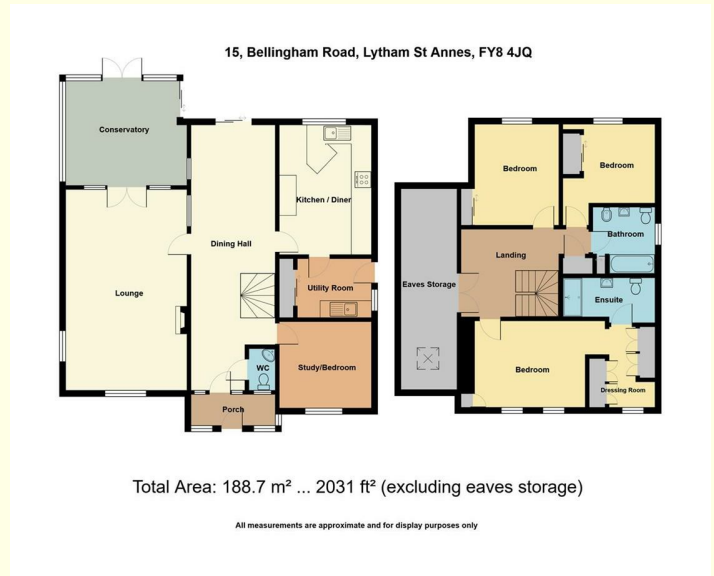 15, Bellingham Road, Lytham St Annes, FY8 4JQ
Conservatory
Kitchen / Diner
Dining Hall
Lounge
Utility Room
WC
Study/Bedroom
Porch
Bedroom
Bedroom
Bathroom
Landing
Eaves Storage
Ensuite
Bedroom
Dressing Room
Total Area: 188.7 m² ... 2031 ft² (excluding eaves storage)
All measurements are approximate and for display purposes only